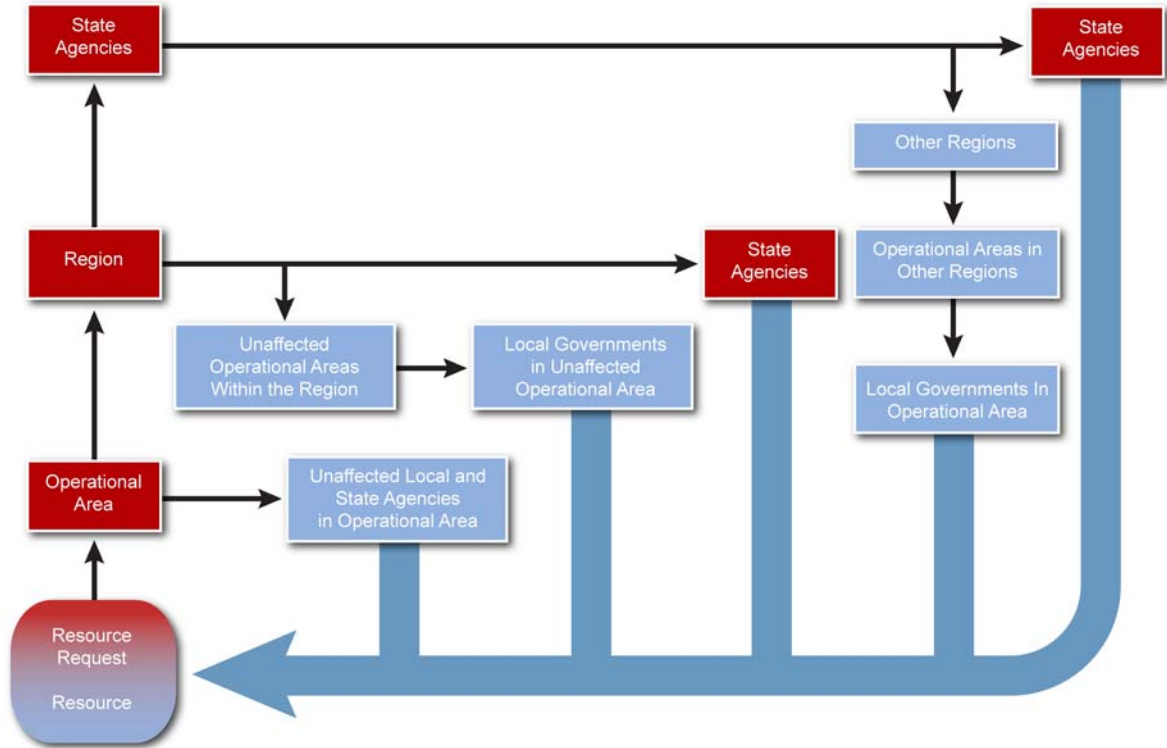 State
Agencies
State
Agencies
Other Regions
Region
State
Agencies
Operational Areas in
Other Regions
Unaffected
Operational Areas
Within the Region
Local Governments
in Unaffected
Operational Area
Local Governments In
Operational Area
Operational
Area
Unaffected Local and
State Agencies
in Operational Area
Resource
Request
Resource